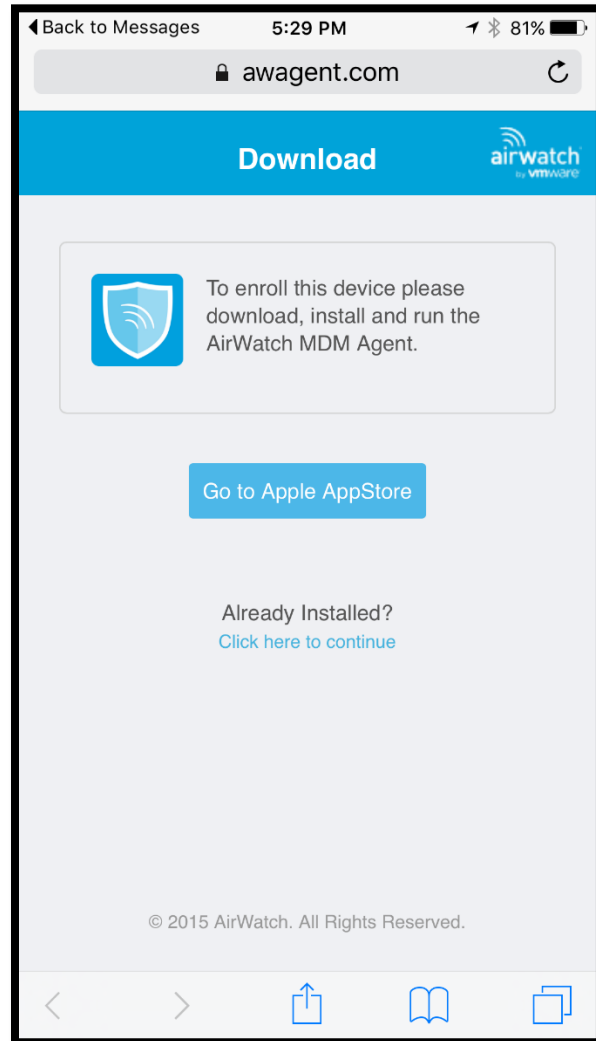 Back to Messages 5:29 PM 81%
awagent.com
Download
airwatch
by vmware
To enroll this device please
download, install and run the
AirWatch MDM Agent.
Go to Apple AppStore
Already Installed?
Click here to continue
© 2015 AirWatch. All Rights Reserved.